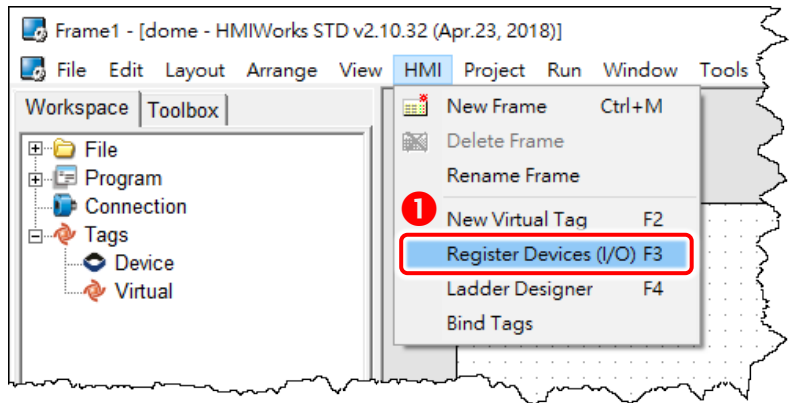 Frame1 - [dome - HMIWorks STD v2.10.32 (Apr.23, 2018)]
File Edit Layout Arrange View HMI Project Run Window Tools
Workspace Toolbox
File
Program
Connection
Tags
Device
Virtual
New Frame Ctrl+M
Delete Frame
Rename Frame
1
New Virtual Tag F2
Register Devices (I/O) F3
Ladder Designer F4
Bind Tags